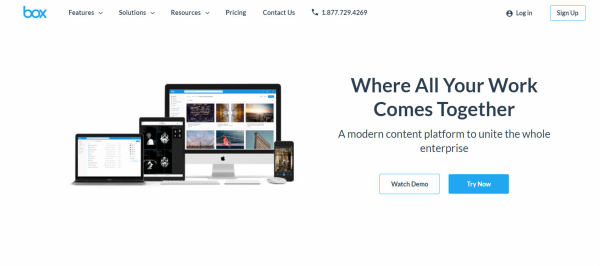 box
Features
Solutions
Resources
Pricing
Contact Us
1.877.729.4269
Log in
Sign Up
Where All Your Work
Comes Together
A modern content platform to unite the whole
enterprise
Watch Demo
Try Now